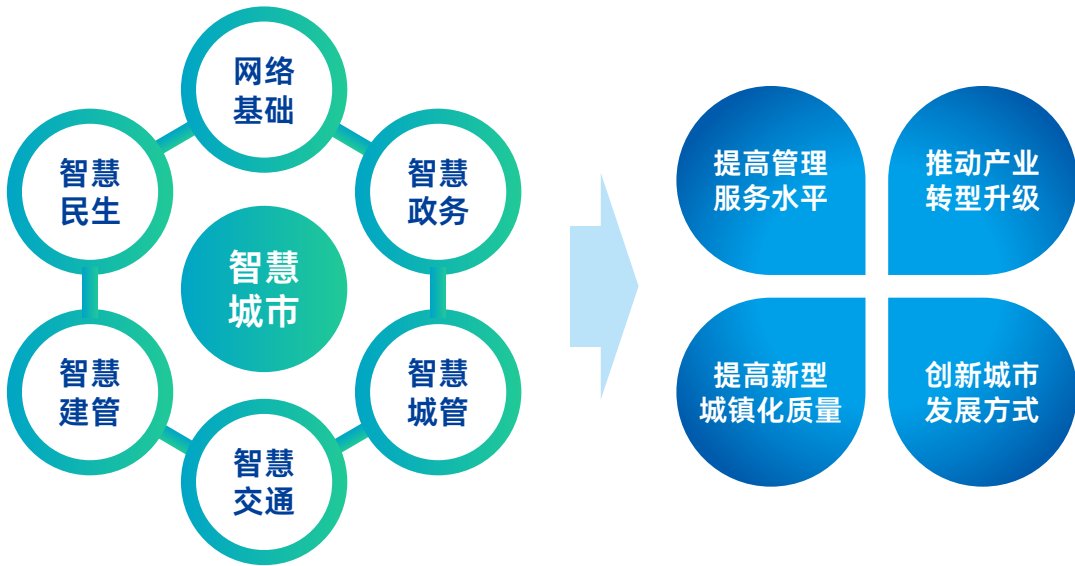 网络
基础
智慧
民生
智慧
政务
智慧
城市
智慧
建管
智慧
城管
智慧
交通
提高管理
服务水平
推动产业
转型升级
提高新型
城镇化质量
创新城市
发展方式